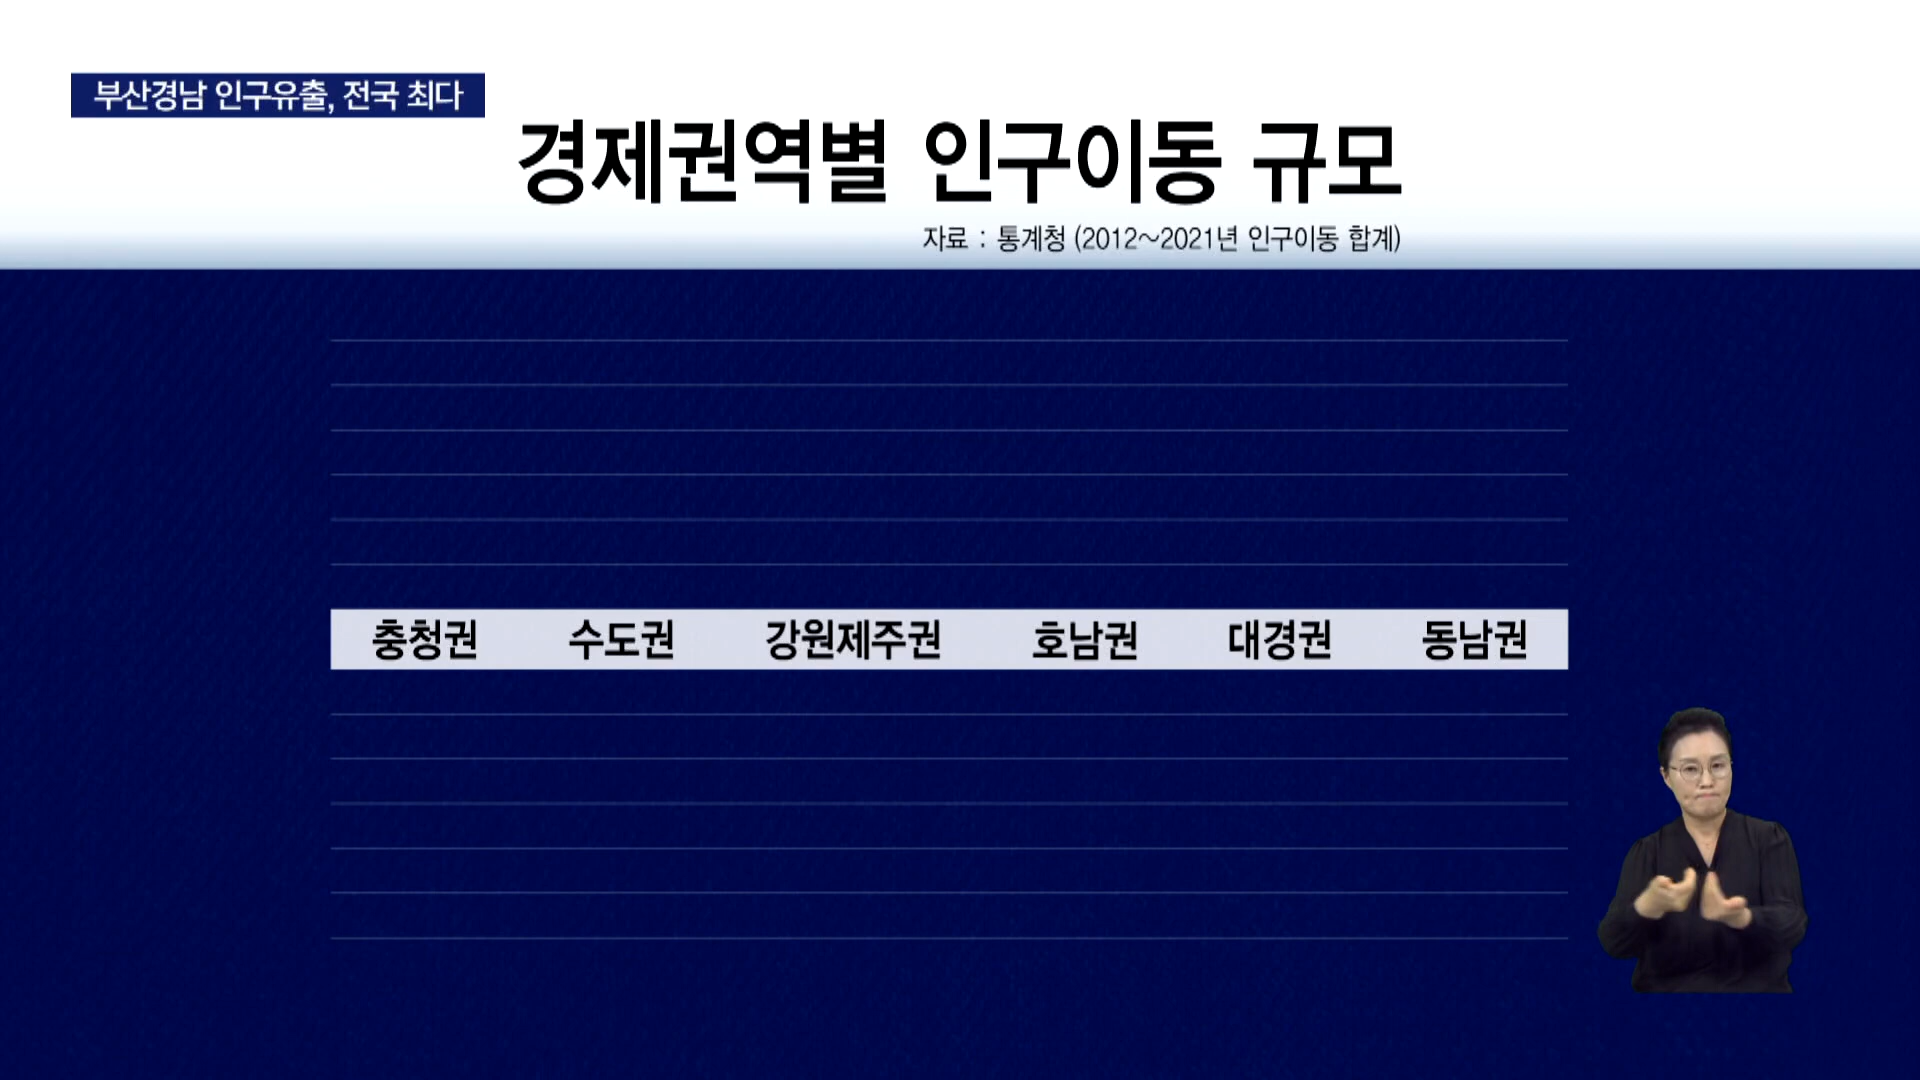 부산경남 인구유출, 전국 최다
경제권역별 인구이동 규모
자료 : 통계청 (2012~2021년 인구이동 합계)
충청권 수도권 강원제주권 호남권 대경권 동남권